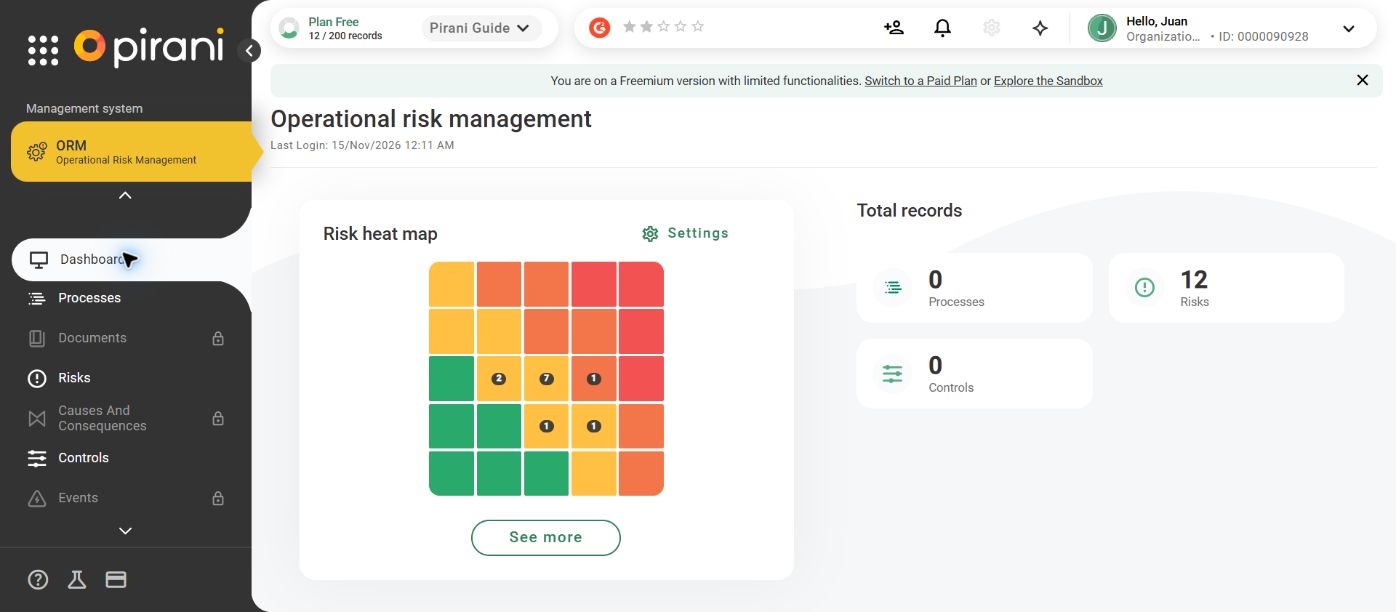 pirani
Management system
ORM
Operational Risk Management
Dashboard
Processes
Documents
Risks
Causes And
Consequences
Controls
Events
Plan Free
12 / 200 records
Pirani Guide
G
Hello, Juan
J
Organizatio... • ID: 0000090928
You are on a Freemium version with limited functionalities. Switch to a Paid Plan or Explore the Sandbox
Operational risk management
Last Login: 15/Nov/2026 12:11 AM
Risk heat map
Settings
2 7 1
1 1
See more
Total records
0
Processes
12
Risks
0
Controls